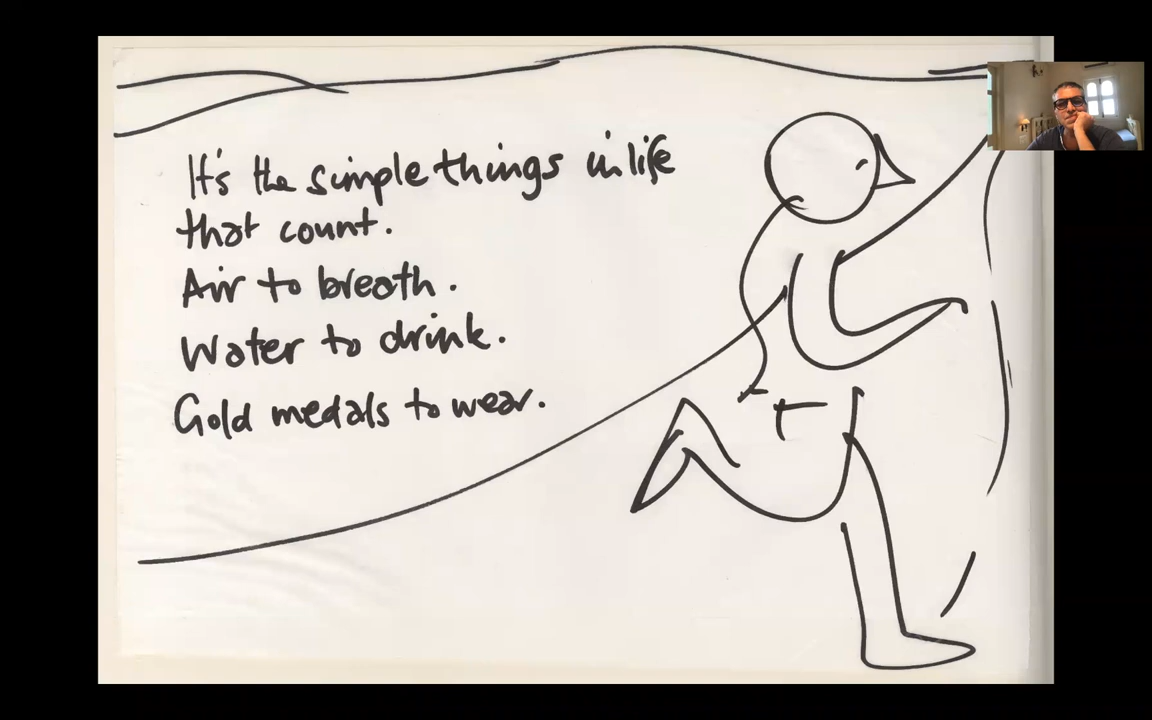 It's the simple things in life
that count.
Air to breath.
Water to drink.
Gold medals to wear.